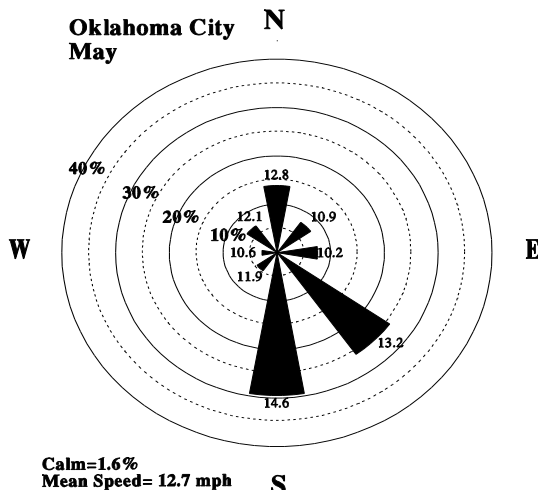 Oklahoma City
May
N
40%
12.8
30%
20%
12.1
10.9
10%
W
10.6
10.2
E
11.9
13.2
14.6
Calm=1.6%
Mean Speed= 12.7 mph
S